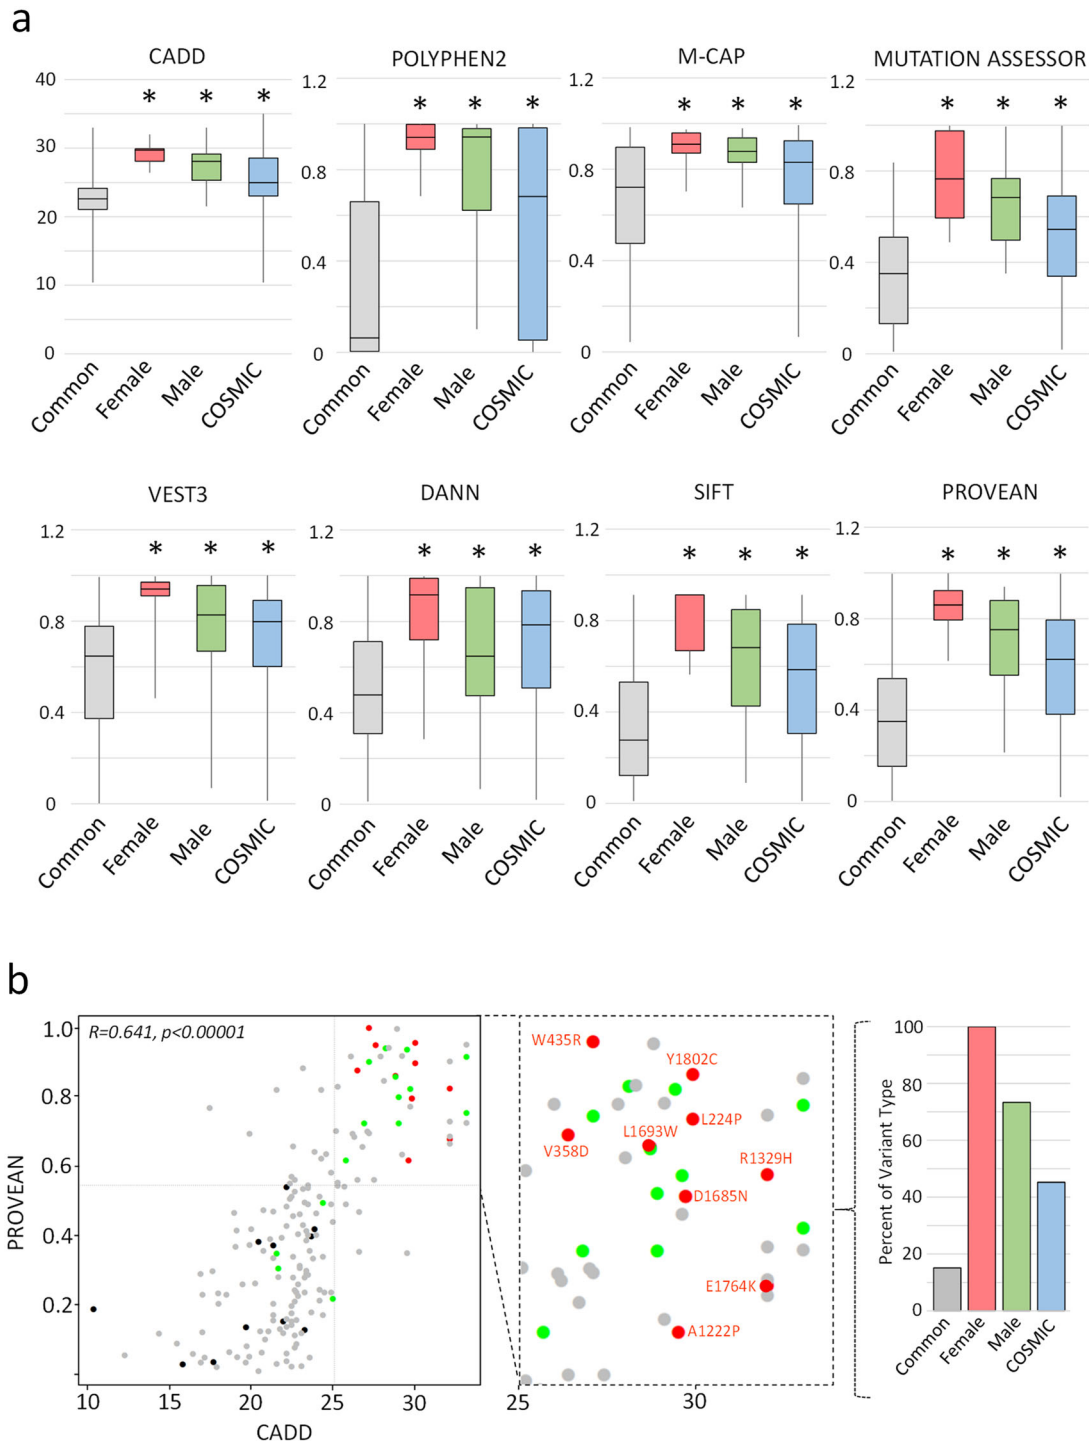 a
CADD
POLYPHEN2
M-CAP
MUTATION ASSESSOR
40
30
20
10
0
* * *
Common
Female
Male
COSMIC
1.2
0.8
0.4
0
* * *
Common
Female
Male
COSMIC
1.2
0.8
0.4
0
* * *
Common
Female
Male
COSMIC
1.2
0.8
0.4
0
* * *
Common
Female
Male
COSMIC
VEST3
DANN
SIFT
PROVEAN
1.2
0.8
0.4
0
* * *
Common
Female
Male
COSMIC
1.2
0.8
0.4
0
* * *
Common
Female
Male
COSMIC
1.2
0.8
0.4
0
* * *
Common
Female
Male
COSMIC
1.2
0.8
0.4
0
* * *
Common
Female
Male
COSMIC
b
R=0.641, p<0.00001
PROVEAN
1.0
0.8
0.6
0.4
0.2
10 15 20 25 30
CADD
W435R
Y1802C
L224P
L1693W
V358D
R1329H
D1685N
E1764K
A1222P
25 30
Percent of Variant Type
100
80
60
40
20
0
Common
Female
Male
COSMIC